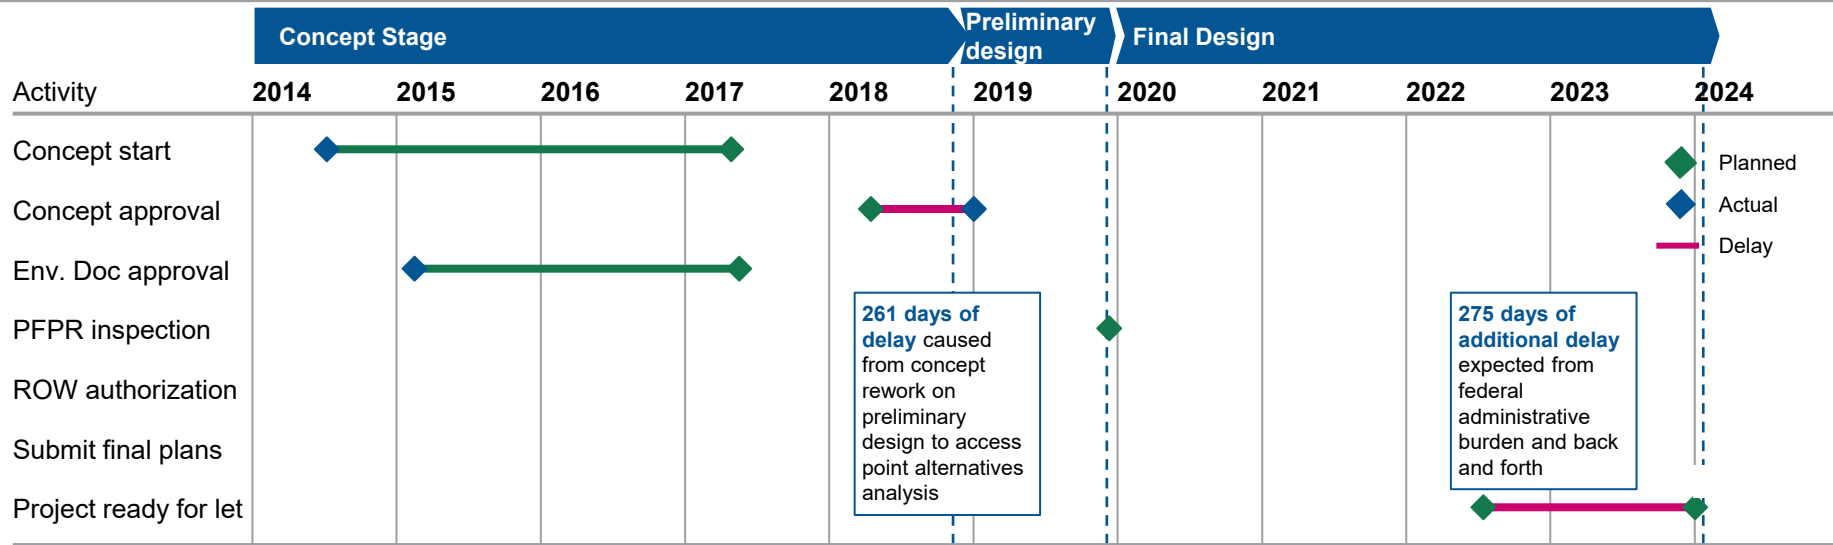 Concept Stage
Preliminary
design
Final Design
Activity
2014
2015
2016
2017
2018
2019
2020
2021
2022
2023
2024
Concept start
Planned
Concept approval
Actual
Delay
Env. Doc approval
PFPR inspection
261 days of
delay caused
from concept
rework on
preliminary
design to access
point alternatives
analysis
275 days of
additional delay
expected from
federal
administrative
burden and back
and forth
ROW authorization
Submit final plans
Project ready for let